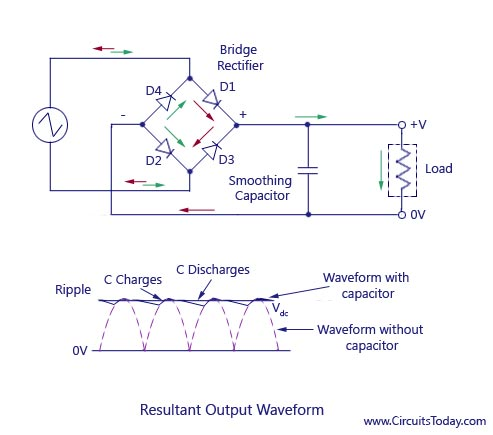 Bridge
Rectifier
D4
D1
-
+
+V
D2
D3
Smoothing
Capacitor
Load
0V
C Discharges
C Charges
Ripple
Waveform with
capacitor
Vdc
Waveform without
capacitor
0V
Resultant Output Waveform
www.CircuitsToday.com